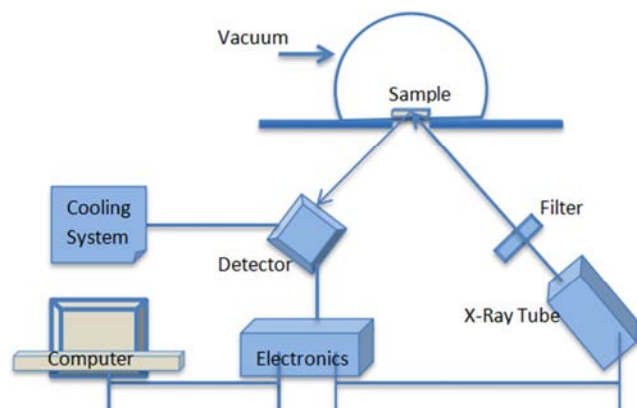 Vacuum
Sample
Cooling
System
Filter
Detector
X-Ray Tube
Computer
Electronics